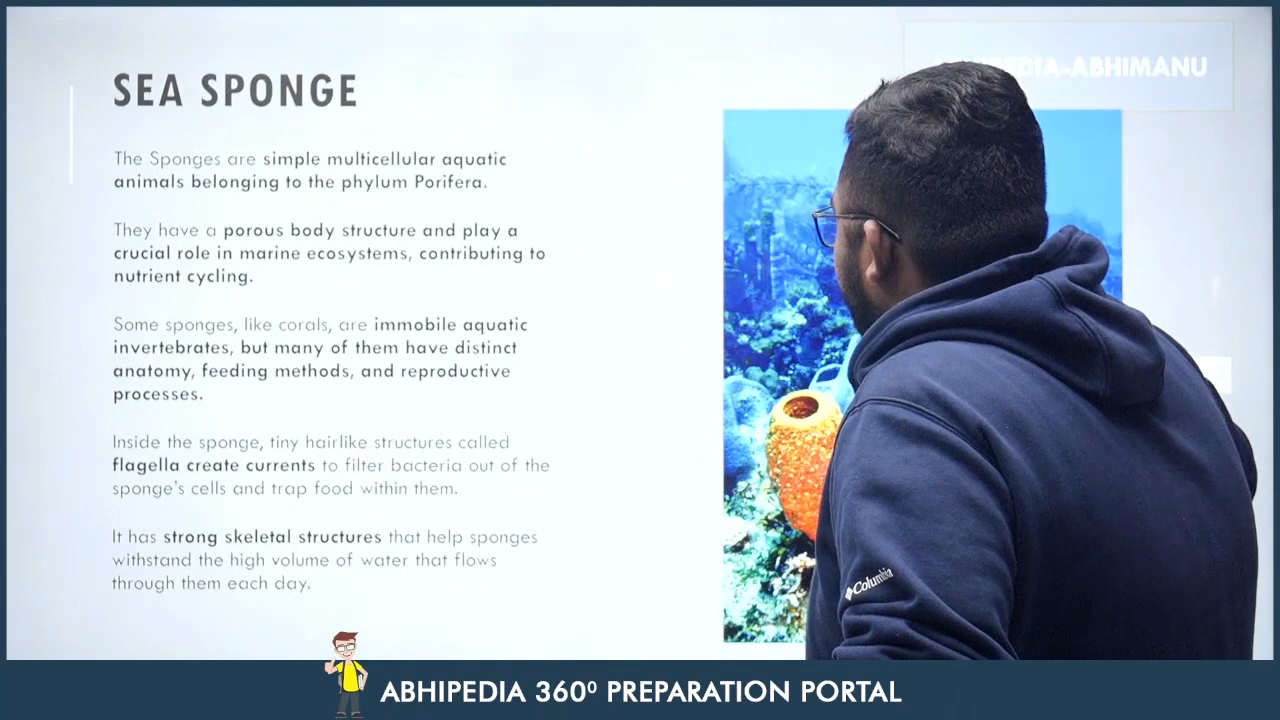 SEA SPONGE
The Sponges are simple multicellular aquatic
animals belonging to the phylum Porifera.
They have a porous body structure and play a
crucial role in marine ecosystems, contributing to
nutrient cycling.
Some sponges, like corals, are immobile aquatic
invertebrates, but many of them have distinct
anatomy, feeding methods, and reproductive
processes.
Inside the sponge, tiny hairlike structures called
flagella create currents to filter bacteria out of the
sponge's cells and trap food within them.
It has strong skeletal structures that help sponges
withstand the high volume of water that flows
through them each day.
ABHIMANU
Columbia
ABHIPEDIA 360⁰ PREPARATION PORTAL